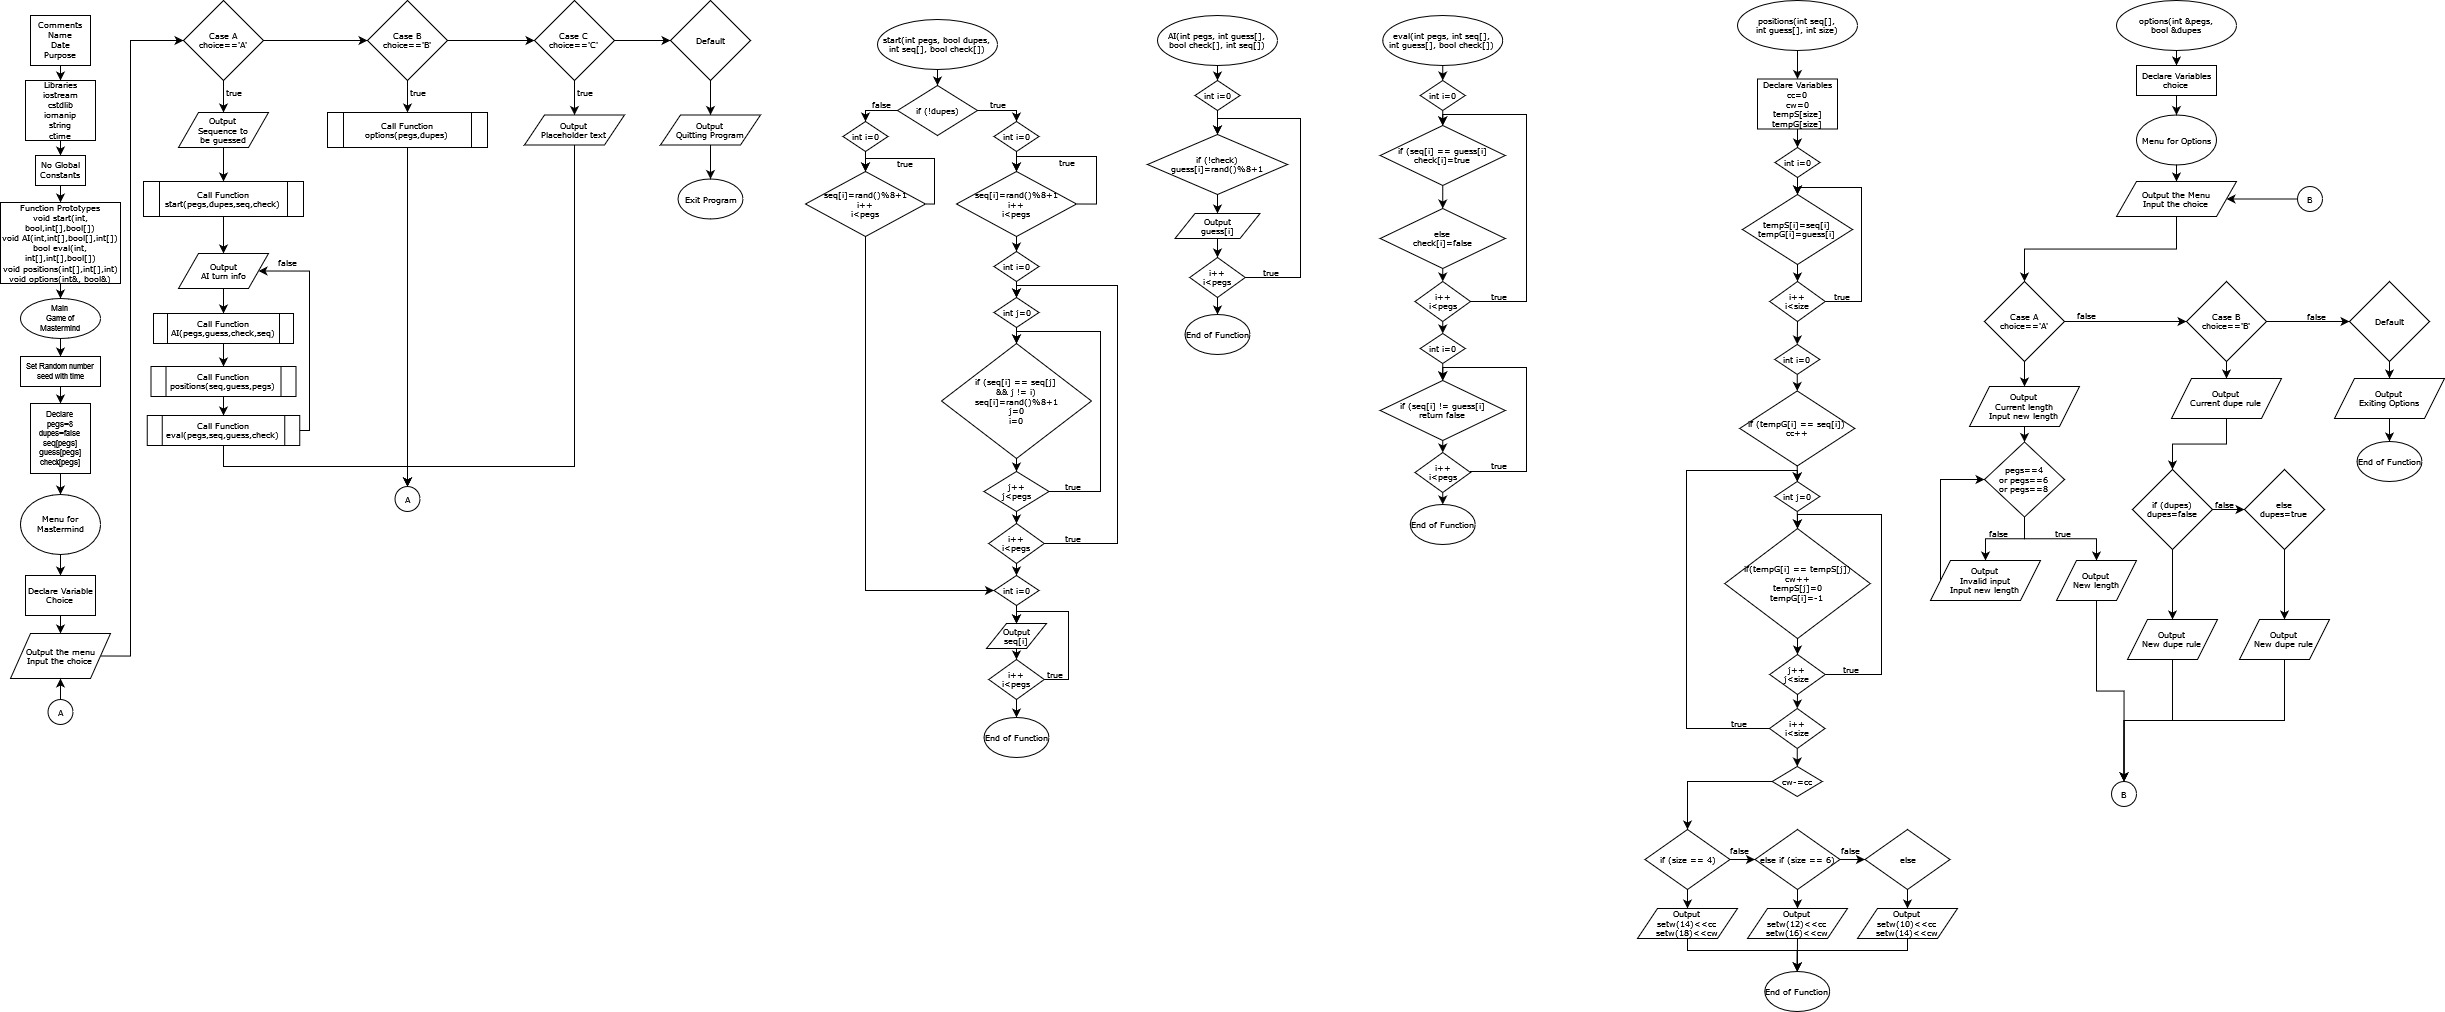 Comments
Name
Date
Purpose
Libraries
iostream
cstdlib
iomanip
string
ctime
No Global
Constants
Function Prototypes
void start(int,
bool,int[],bool[])
void AI(int,int[],bool[],int[])
bool eval(int,
int[],int[],bool[])
void positions(int[],int[],int)
void options(int&, bool&)
Main
Game of
Mastermind
Set Random number
seed with time
Declare
pegs=8
dupes=false
seq[pegs]
guess[pegs]
check[pegs]
Menu for
Mastermind
Declare Variable
Choice
Output the menu
Input the choice
A
Case A
choice=='A'
true
Output
Sequence to
be guessed
Call Function
start(pegs,dupes,seq,check)
Output
AI turn info
false
Call Function
AI(pegs,guess,check,seq)
Call Function
positions(seq,guess,pegs)
Call Function
eval(pegs,seq,guess,check)
Case B
choice=='B'
true
Call Function
options(pegs,dupes)
A
Case C
choice=='C'
true
Output
Placeholder text
Default
Output
Quitting Program
Exit Program
start(int pegs, bool dupes,
int seq[], bool check[])
if (!dupes)
false
true
int i=0
true
seq[i]=rand()%8+1
i++
i<pegs
int i=0
true
seq[i]=rand()%8+1
i++
i<pegs
int i=0
int j=0
if (seq[i] == seq[j]
&& j != i)
seq[i]=rand()%8+1
j=0
i=0
j++
j<pegs
true
i++
i<pegs
true
int i=0
Output
seq[i]
i++
i<pegs
true
End of Function
AI(int pegs, int guess[],
bool check[], int seq[])
int i=0
if (!check)
guess[i]=rand()%8+1
Output
guess[i]
i++
i<pegs
true
End of Function
eval(int pegs, int seq[],
int guess[], bool check[])
int i=0
if (seq[i] == guess[i]
check[i]=true
else
check[i]=false
i++
i<pegs
true
int i=0
if (seq[i] != guess[i]
return false
i++
i<pegs
true
End of Function
positions(int seq[],
int guess[], int size)
Declare Variables
cc=0
cw=0
tempS[size]
tempG[size]
int i=0
tempS[i]=seq[i]
tempG[i]=guess[i]
i++
i<size
true
int i=0
if (tempG[i] == seq[i])
cc++
int j=0
if(tempG[i] == tempS[j])
cw++
tempS[j]=0
tempG[i]=-1
j++
j<size
true
i++
i<size
true
cw-=cc
if (size == 4)
false
else if (size == 6)
false
else
Output
setw(14)<<cc
setw(18)<<cw
Output
setw(12)<<cc
setw(16)<<cw
Output
setw(10)<<cc
setw(14)<<cw
End of Function
options(int &pegs,
bool &dupes
Declare Variables
choice
Menu for Options
Output the Menu
Input the choice
B
Case A
choice=='A'
false
Case B
choice=='B'
false
Default
Output
Current length
Input new length
pegs==4
or pegs==6
or pegs==8
false
true
Output
Invalid input
Input new length
Output
New length
Output
Current dupe rule
if (dupes)
dupes=false
false
else
dupes=true
Output
New dupe rule
Output
New dupe rule
B
Output
Exiting Options
End of Function